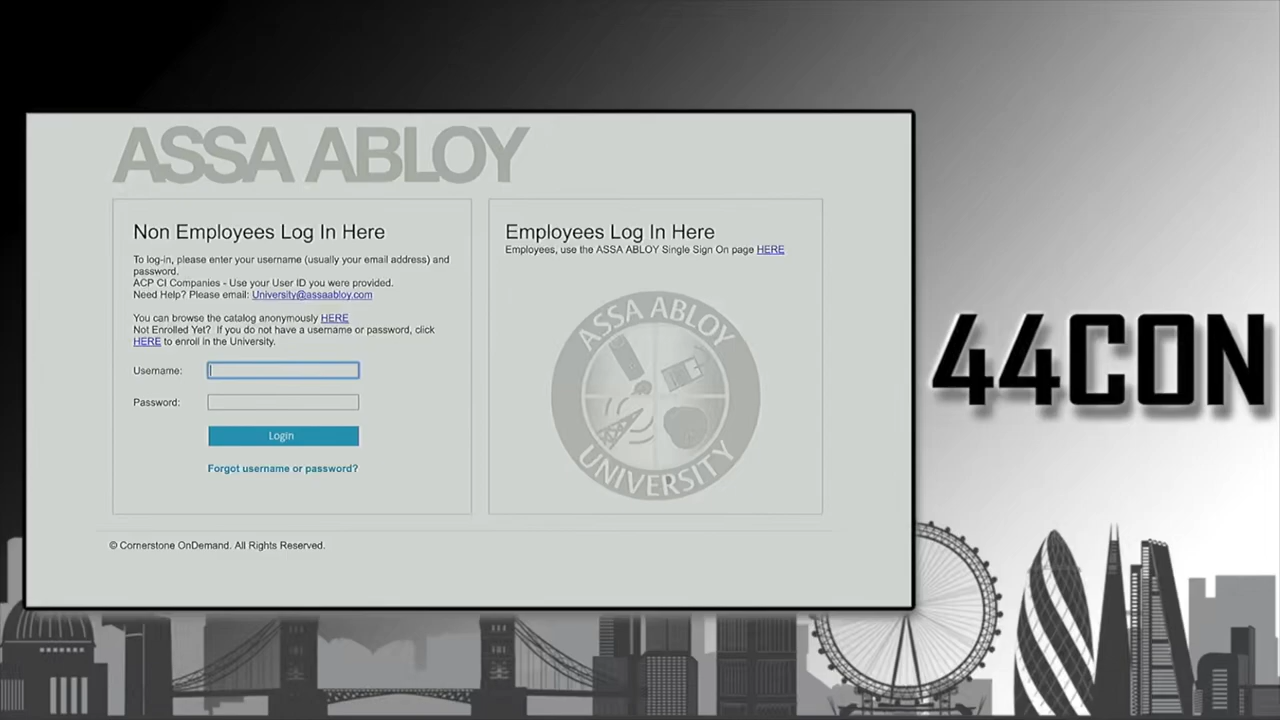 ASSA ABLOY
Non Employees Log In Here
To log-in, please enter your username (usually your email address) and
password.
ACP CI Companies - Use your User ID you were provided.
Need Help? Please email: University@assaabloy.com
You can browse the catalog anonymously HERE
Not Enrolled Yet? If you do not have a username or password, click
HERE to enroll in the University.
Username:
Password:
Login
Forgot username or password?
Employees Log In Here
Employees, use the ASSA ABLOY Single Sign On page HERE
ASSA ABLOY
UNIVERSITY
© Cornerstone OnDemand. All Rights Reserved.
44CON